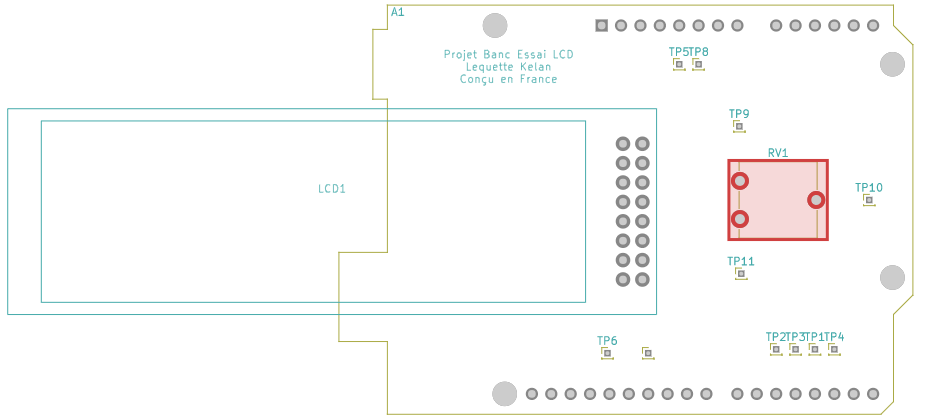 A1
Projet Banc Essai LCD
Lequette Kelan
Conçu en France
TP5TP8
TP9
RV1
LCD1
TP10
TP11
TP2TP3TP1TP4
TP6